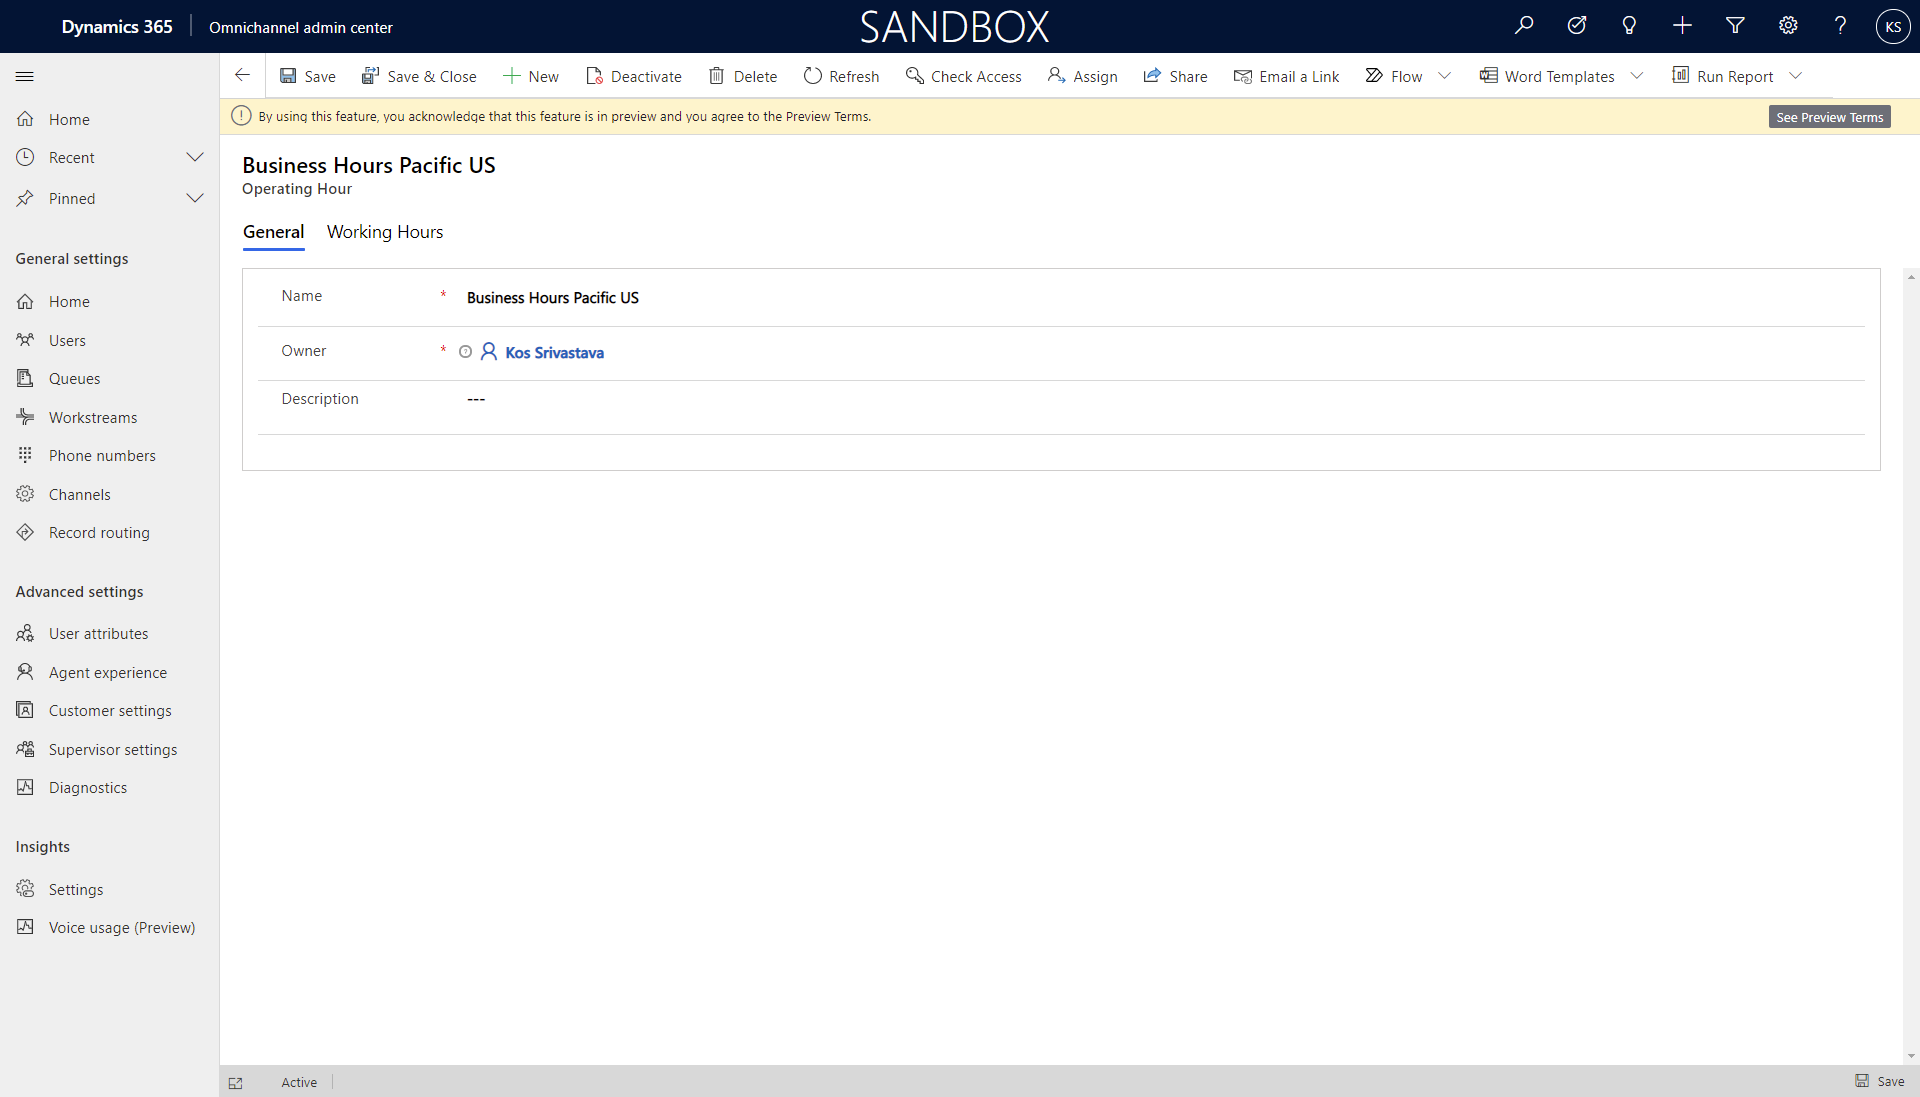 Dynamics 365 Omnichannel admin center SANDBOX KS
Save Save & Close New Deactivate Delete Refresh Check Access Assign Share Email a Link Flow Word Templates Run Report
By using this feature, you acknowledge that this feature is in preview and you agree to the Preview Terms. See Preview Terms
Home
Recent
Pinned
General settings
Home
Users
Queues
Workstreams
Phone numbers
Channels
Record routing
Advanced settings
User attributes
Agent experience
Customer settings
Supervisor settings
Diagnostics
Insights
Settings
Voice usage (Preview)
Business Hours Pacific US
Operating Hour
General Working Hours
Name * Business Hours Pacific US
Owner * Kos Srivastava
Description ---
Active Save